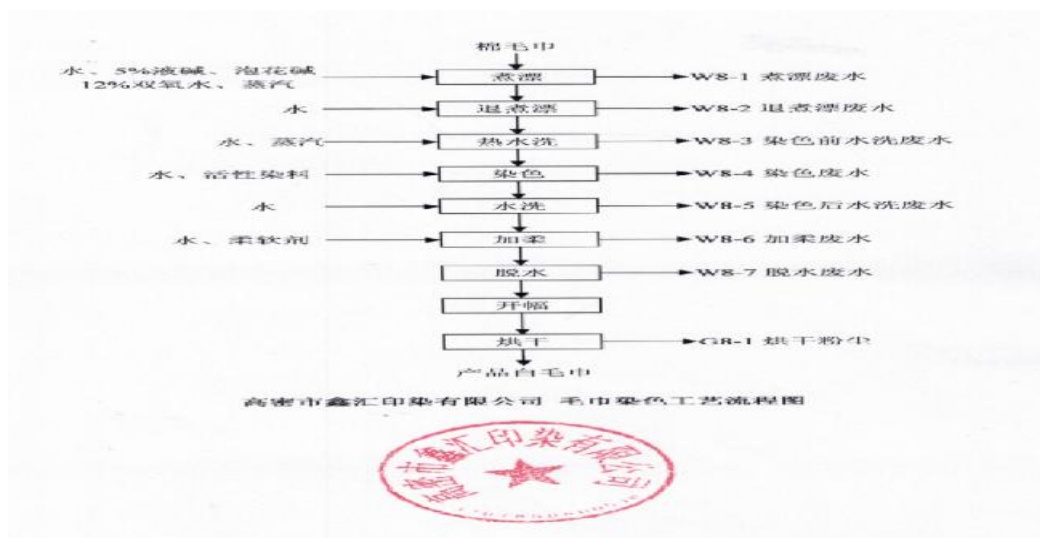 棉毛巾
水、5%液碱、泡花碱
12%双氧水、蒸汽
煮漂
W8-1 煮漂废水
水
退煮漂
W8-2 退煮漂废水
水、蒸汽
热水洗
W8-3 染色前水洗废水
水、活性染料
染色
W8-4 染色废水
水
水洗
W8-5 染色后水洗废水
水、柔软剂
加柔
W8-6 加柔废水
脱水
W8-7 脱水废水
开幅
烘干
G8-1 烘干粉尘
产品白毛巾
高密市鑫汇印染有限公司 毛巾染色工艺流程图
高密市鑫汇印染有限公司